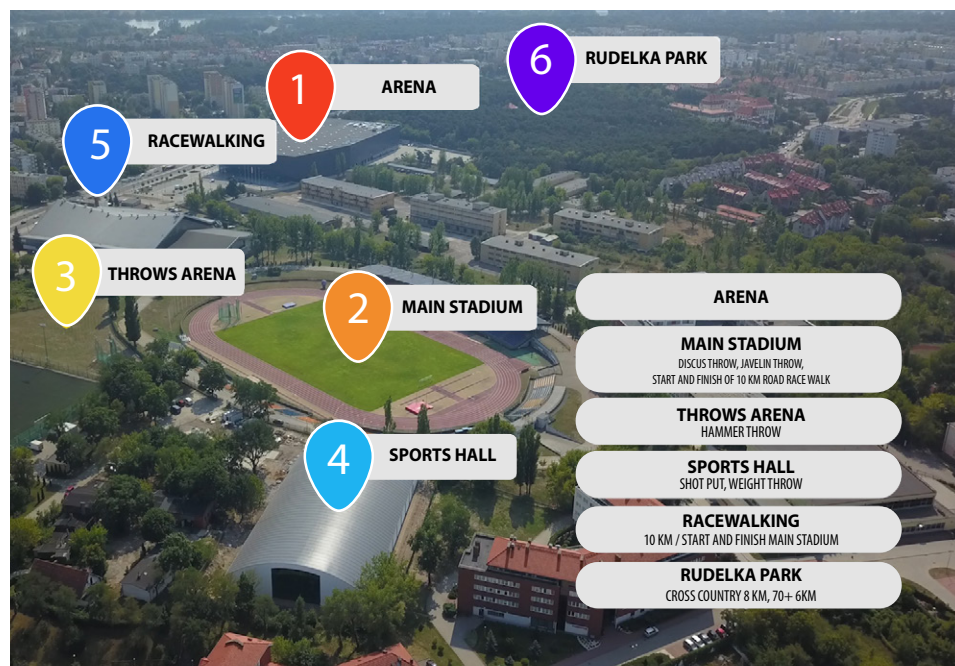 6
RUDELKA PARK
1
ARENA
5
RACEWALKING
3
THROWS ARENA
2
MAIN STADIUM
4
SPORTS HALL
ARENA
MAIN STADIUM
DISCUS THROW, JAVELIN THROW,
START AND FINISH OF 10 KM ROAD RACE WALK
THROWS ARENA
HAMMER THROW
SPORTS HALL
SHOT PUT, WEIGHT THROW
RACEWALKING
10 KM / START AND FINISH MAIN STADIUM
RUDELKA PARK
CROSS COUNTRY 8 KM, 70+ 6KM